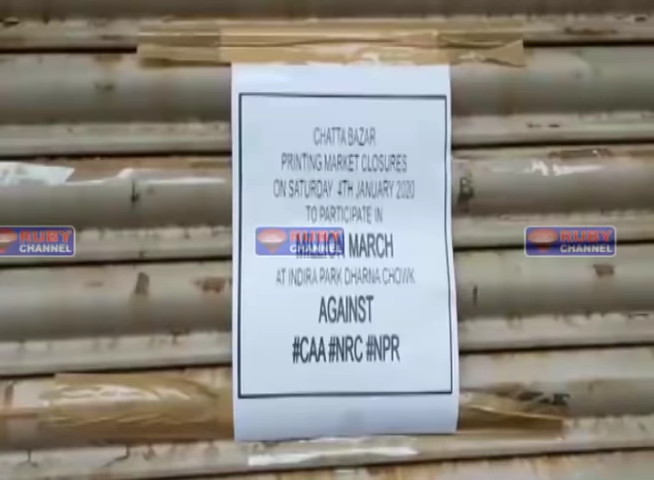 CHATTA BAZAR
PRINTING MARKET CLOSURES
ON SATURDAY 4TH JANUARY 2020
TO PARTICIPATE IN
MILLION MARCH
AT INDIRA PARK DHARNA CHOWK
AGAINST
#CAA #NRC #NPR
RUBY CHANNEL
RUBY CHANNEL
RUBY CHANNEL